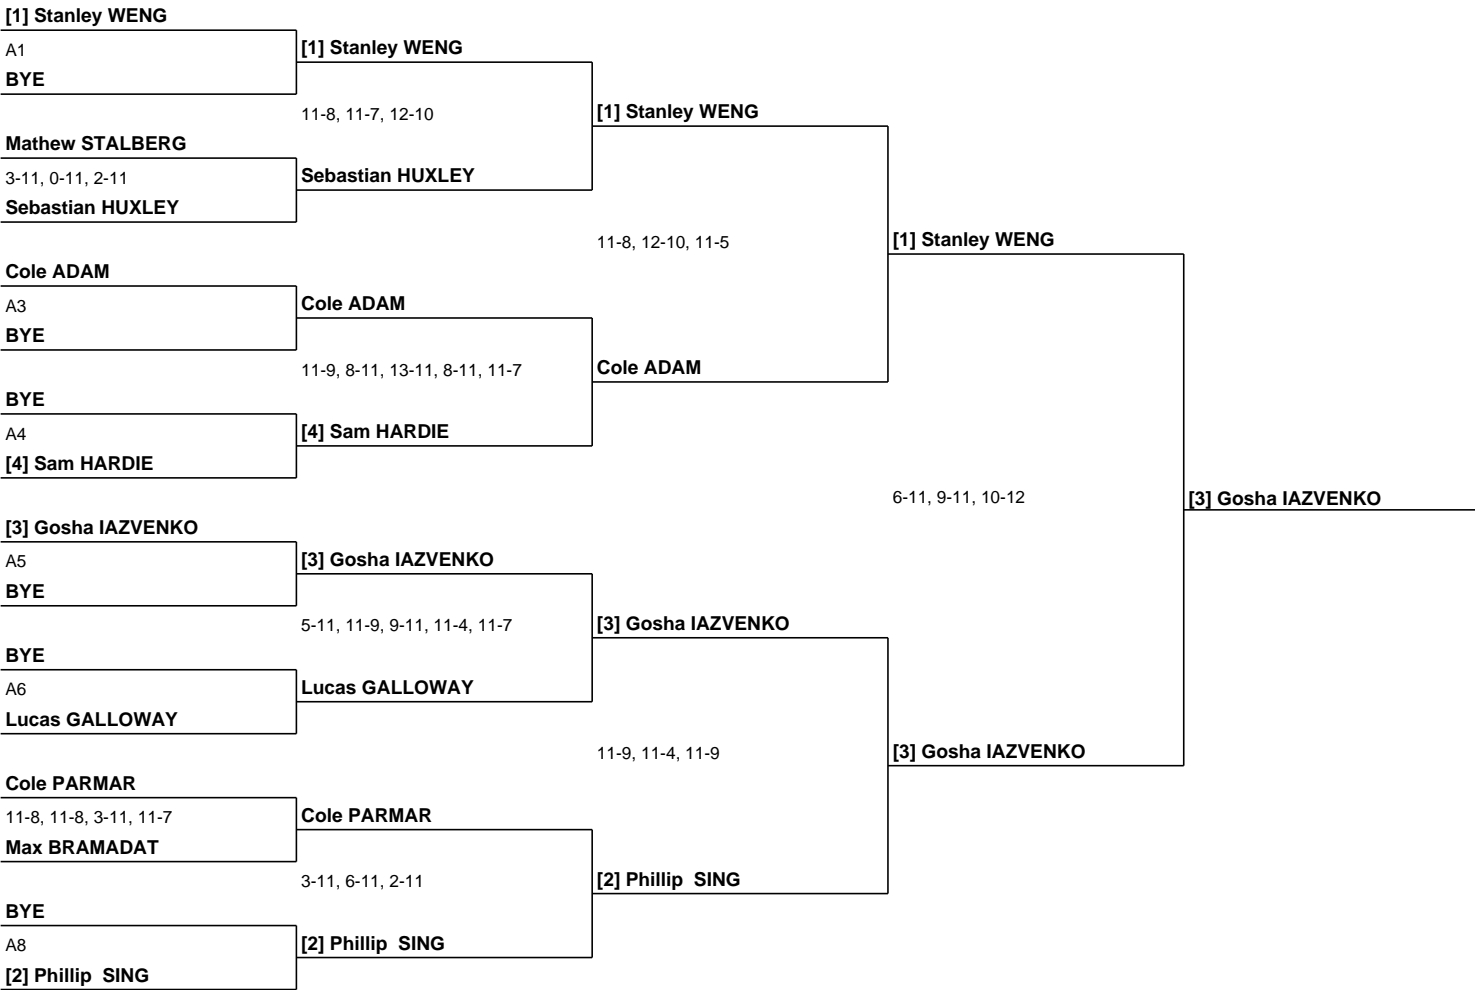 [1] Stanley WENG
A1
BYE
Mathew STALBERG
3-11, 0-11, 2-11
Sebastian HUXLEY
Cole ADAM
A3
BYE
BYE
A4
[4] Sam HARDIE
[3] Gosha IAZVENKO
A5
BYE
BYE
A6
Lucas GALLOWAY
Cole PARMAR
11-8, 11-8, 3-11, 11-7
Max BRAMADAT
BYE
A8
[2] Phillip  SING
[1] Stanley WENG
11-8, 11-7, 12-10
Sebastian HUXLEY
Cole ADAM
11-9, 8-11, 13-11, 8-11, 11-7
[4] Sam HARDIE
[3] Gosha IAZVENKO
5-11, 11-9, 9-11, 11-4, 11-7
Lucas GALLOWAY
Cole PARMAR
3-11, 6-11, 2-11
[2] Phillip  SING
[1] Stanley WENG
11-8, 12-10, 11-5
Cole ADAM
[3] Gosha IAZVENKO
11-9, 11-4, 11-9
[2] Phillip  SING
[1] Stanley WENG
6-11, 9-11, 10-12
[3] Gosha IAZVENKO
[3] Gosha IAZVENKO